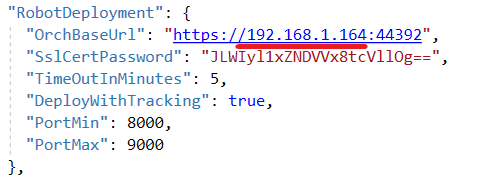 "RobotDeployment": {
"OrchBaseUrl": "https://192.168.1.164:44392",
"SslCertPassword": "JLWIyl1xZNDVVx8tcVllOg==",
"TimeOutInMinutes": 5,
"DeployWithTracking": true,
"PortMin": 8000,
"PortMax": 9000
},